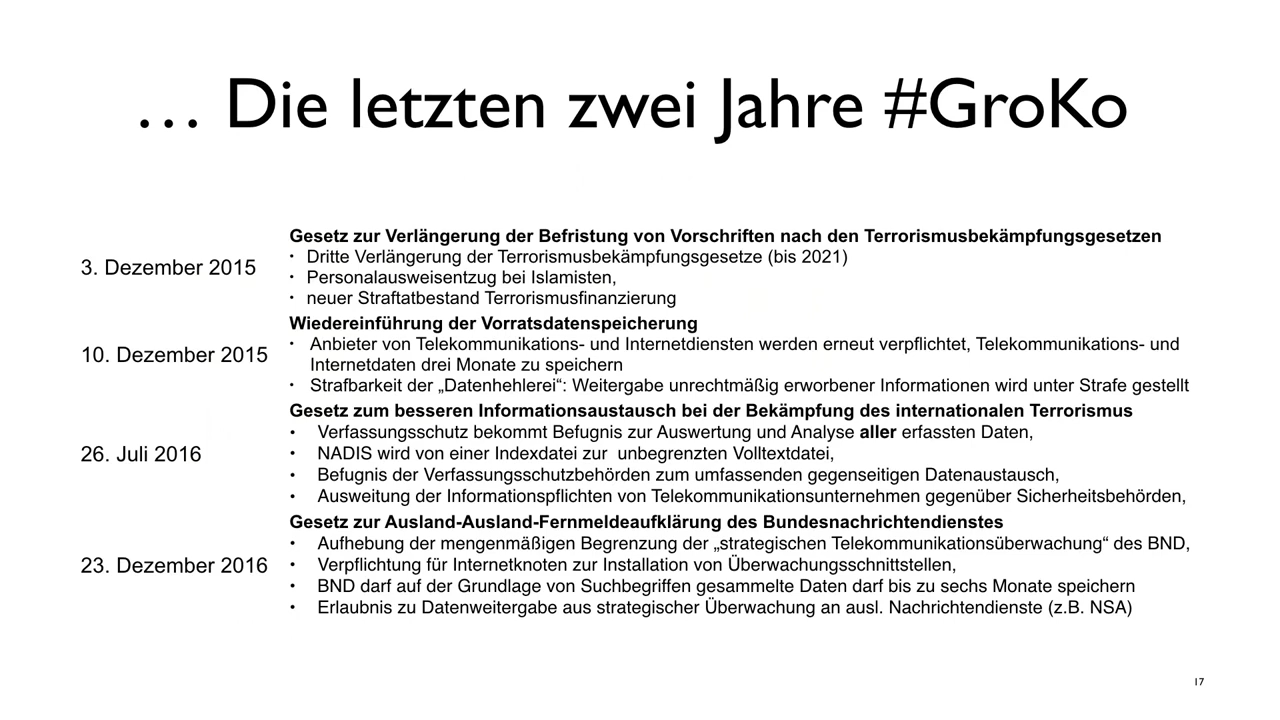 … Die letzten zwei Jahre #GroKo
3. Dezember 2015
Gesetz zur Verlängerung der Befristung von Vorschriften nach den Terrorismusbekämpfungsgesetzen
• Dritte Verlängerung der Terrorismusbekämpfungsgesetze (bis 2021)
• Personalausweisentzug bei Islamisten,
• neuer Straftatbestand Terrorismusfinanzierung
10. Dezember 2015
Wiedereinführung der Vorratsdatenspeicherung
• Anbieter von Telekommunikations- und Internetdiensten werden erneut verpflichtet, Telekommunikations- und
Internetdaten drei Monate zu speichern
• Strafbarkeit der „Datenhehlerei“: Weitergabe unrechtmäßig erworbener Informationen wird unter Strafe gestellt
26. Juli 2016
Gesetz zum besseren Informationsaustausch bei der Bekämpfung des internationalen Terrorismus
• Verfassungsschutz bekommt Befugnis zur Auswertung und Analyse aller erfassten Daten,
• NADIS wird von einer Indexdatei zur unbegrenzten Volltextdatei,
• Befugnis der Verfassungsschutzbehörden zum umfassenden gegenseitigen Datenaustausch,
• Ausweitung der Informationspflichten von Telekommunikationsunternehmen gegenüber Sicherheitsbehörden,
23. Dezember 2016
Gesetz zur Ausland-Ausland-Fernmeldeaufklärung des Bundesnachrichtendienstes
• Aufhebung der mengenmäßigen Begrenzung der „strategischen Telekommunikationsüberwachung“ des BND,
• Verpflichtung für Internetknoten zur Installation von Überwachungsschnittstellen,
• BND darf auf der Grundlage von Suchbegriffen gesammelte Daten darf bis zu sechs Monate speichern
• Erlaubnis zu Datenweitergabe aus strategischer Überwachung an ausl. Nachrichtendienste (z.B. NSA)
17